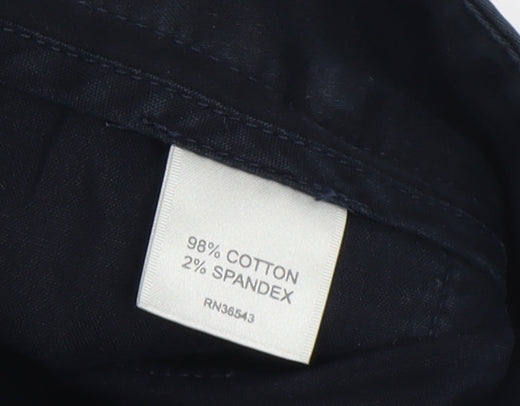 98% COTTON
2% SPANDEX
RN36543